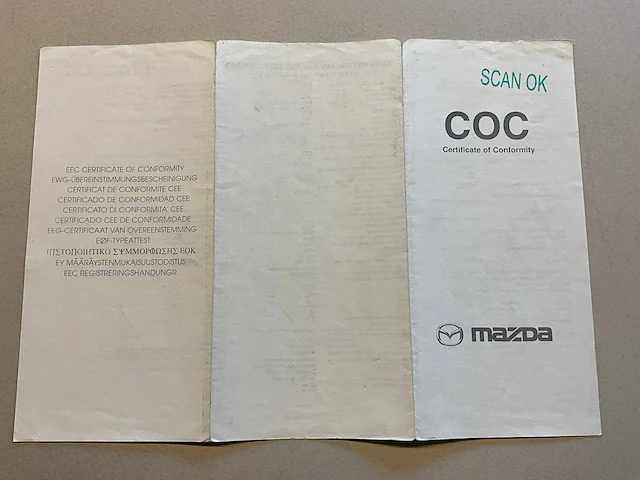 EEC CERTIFICATE OF CONFORMITY
EWG-ÜBEREINSTIMMUNGSBESCHEINIGUNG
CERTIFICAT DE CONFORMITE CEE
CERTIFICADO DE CONFORMIDAD CEE
CERTIFICATO DI CONFORMITA' CEE
CERTIFICADO CEE DE CONFORMIDADE
EEG-CERTIFICAAT VAN OVEREENSTEMMING
EØF-TYPEATTEST
ΠΙΣΤΟΠΟΙΗΤΙΚΟ ΣΥΜΜΟΡΦΩΣΗΣ ΕΟΚ
EY MÄÄRÄYSTENMUKAISUUSTODISTUS
EEC REGISTRERINGSHANDLINGR.
SCAN OK
COC
Certificate of Conformity
mazda